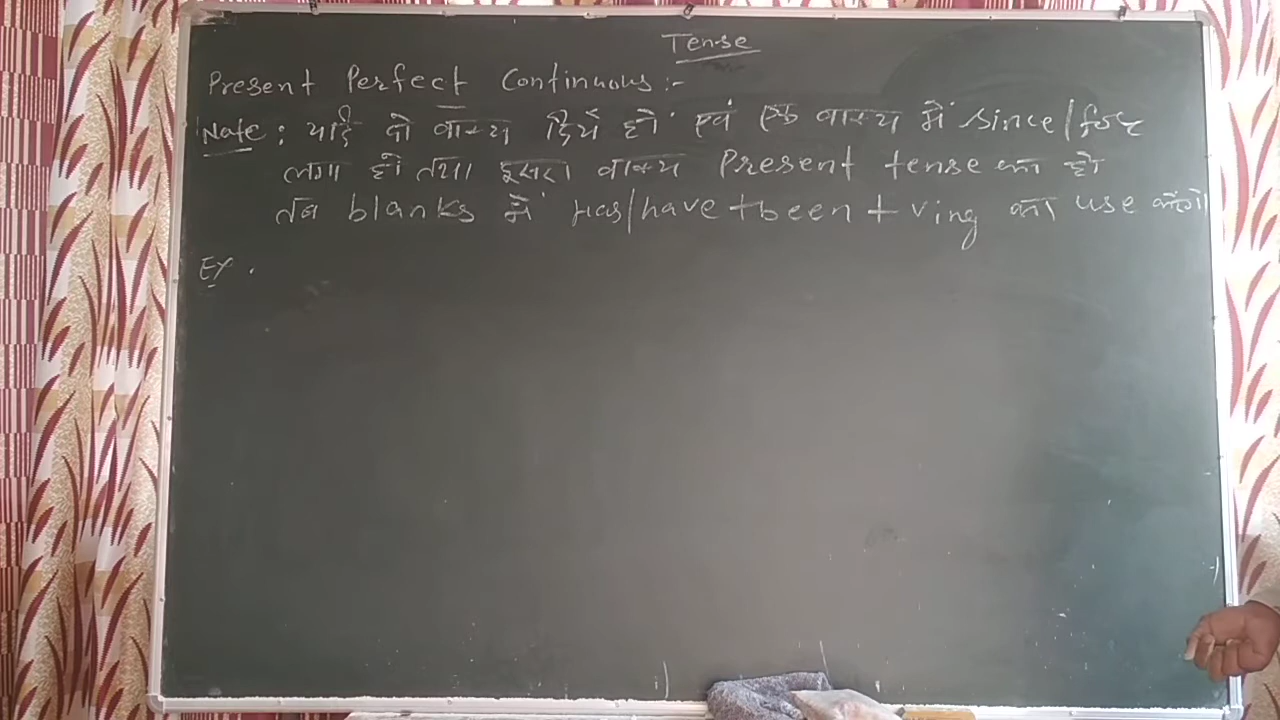 Tense
Present Perfect Continuous :-
Note : यदि दो वाक्य दिये हो एवं एक वाक्य में since/for
लगा हो तथा दूसरा वाक्य Present tense का हो
तब blanks में has/have + been + ving का use करेंगे
Ex .